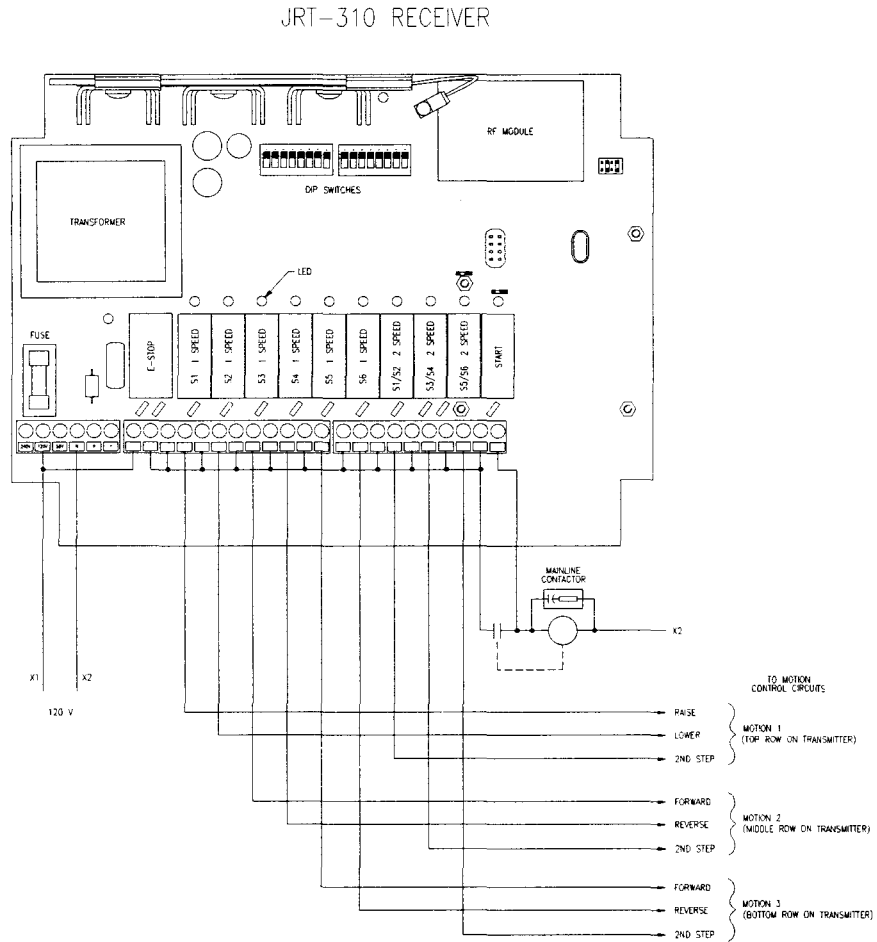 JRT-310 RECEIVER
RF MODULE
DIP SWITCHES
TRANSFORMER
LED
FUSE
E-STOP
S1 1 SPEED
S2 1 SPEED
S3 1 SPEED
S4 1 SPEED
S5 1 SPEED
S6 1 SPEED
S1/S2 2 SPEED
S3/S4 2 SPEED
S5/S6 2 SPEED
START
240V
120V
MAINLINE
CONTACTOR
X2
X1
X2
120 V
TO MOTION
CONTROL CIRCUITS
RAISE
LOWER
2ND STEP
MOTION 1
(TOP ROW ON TRANSMITTER)
FORWARD
REVERSE
2ND STEP
MOTION 2
(MIDDLE ROW ON TRANSMITTER)
FORWARD
REVERSE
2ND STEP
MOTION 3
(BOTTOM ROW ON TRANSMITTER)